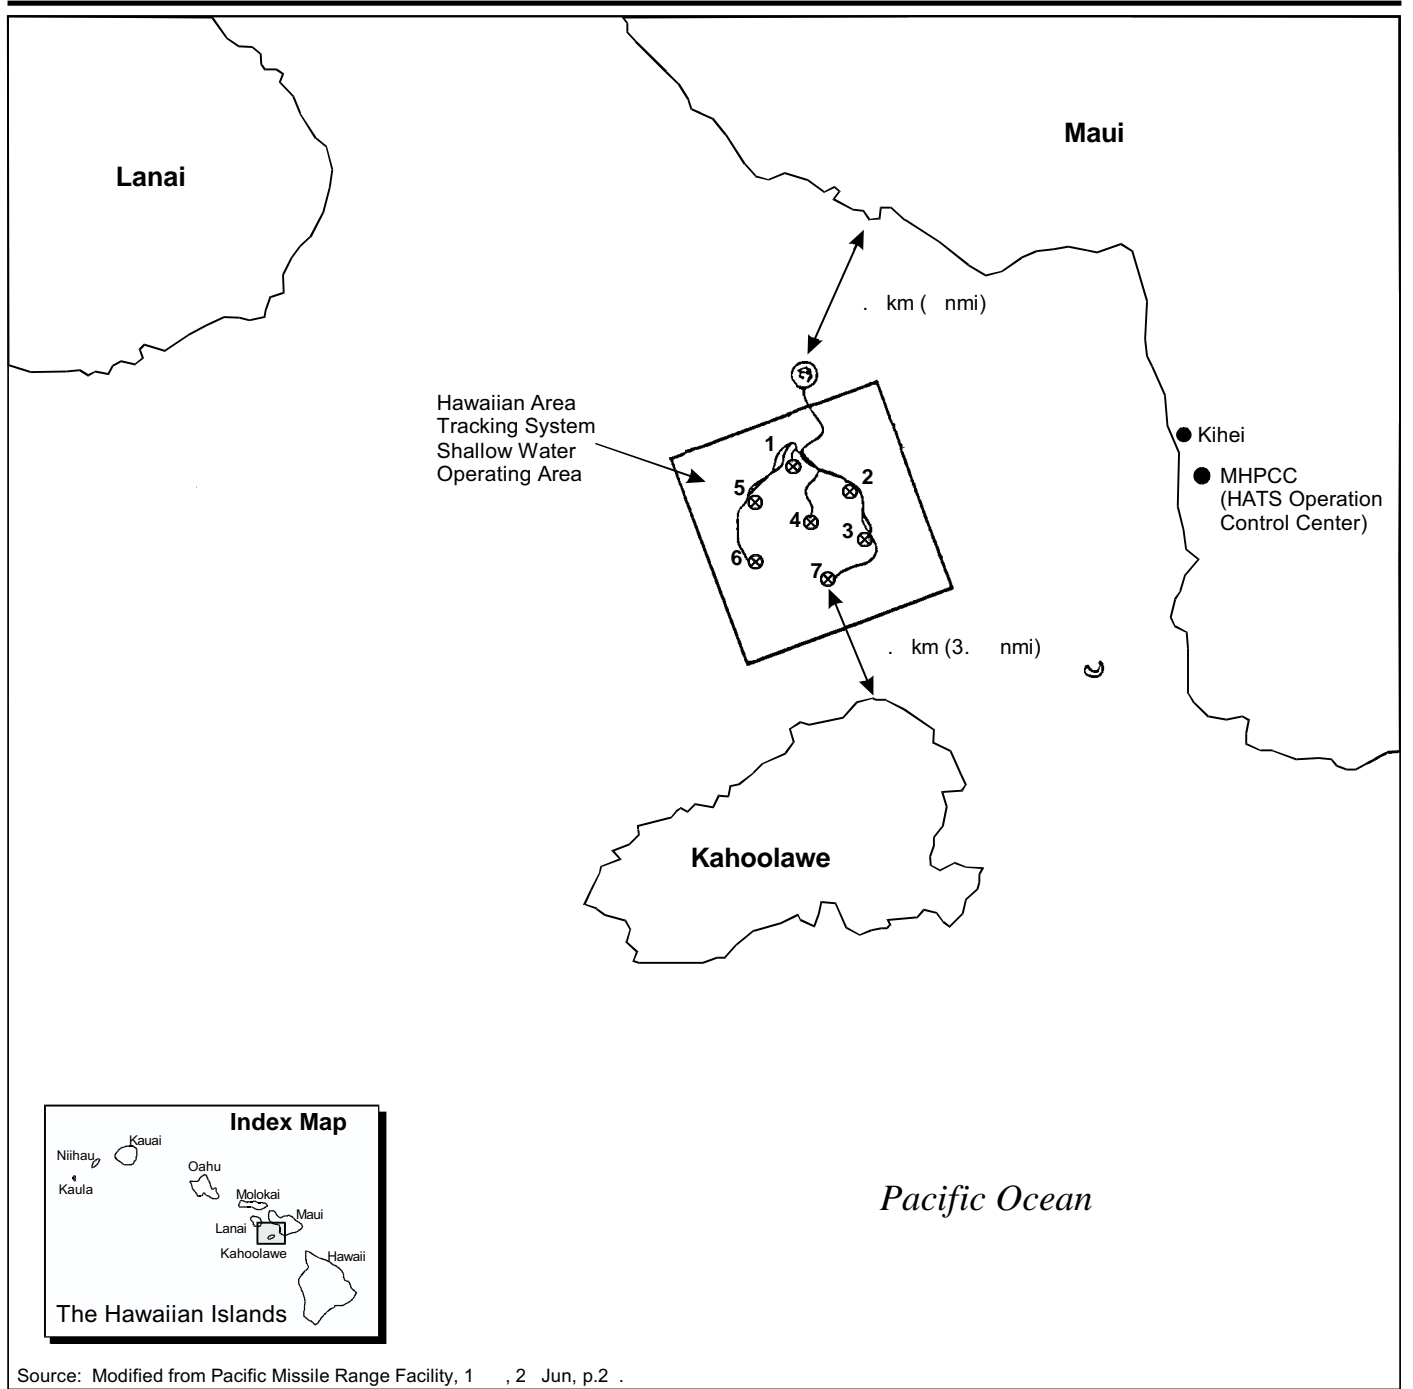 Lanai
Maui
. km ( nmi)
Hawaiian Area
Tracking System
Shallow Water
Operating Area
1
2
5
4
3
6
7
Kihei
MHPCC
(HATS Operation
Control Center)
. km (3. nmi)
Kahoolawe
Index Map
Kauai
Niihau
Kaula
Oahu
Molokai
Maui
Lanai
Kahoolawe
Hawaii
The Hawaiian Islands
Pacific Ocean
Source: Modified from Pacific Missile Range Facility, 1 , 2 Jun, p.2 .